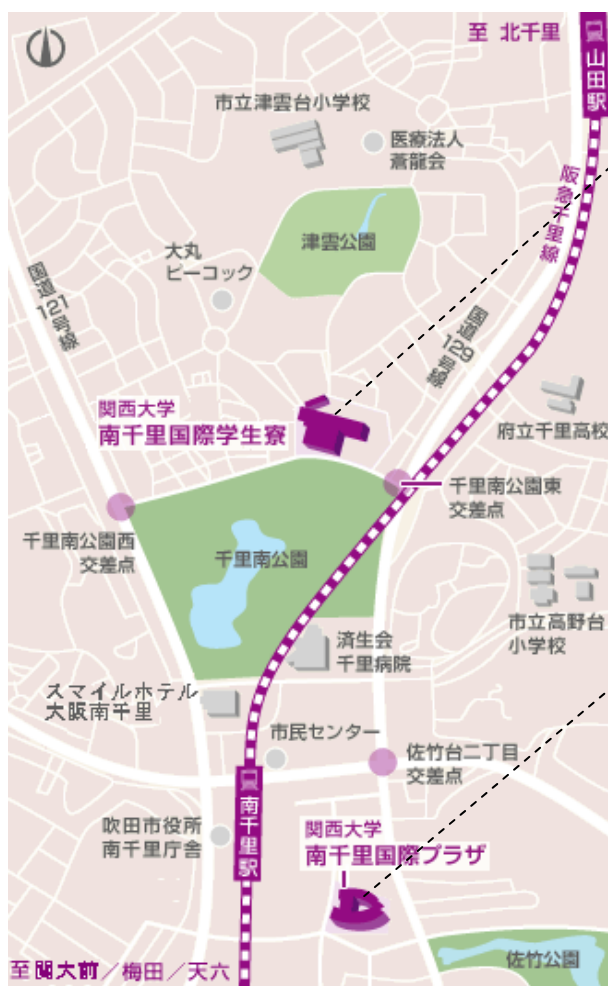 至 北千里
山田駅
市立津雲台小学校
医療法人
蒼龍会
阪急千里線
津雲公園
大丸
ピーコック
国道
121号線
国道
129号線
関西大学
南千里国際学生寮
府立千里高校
千里南公園東
交差点
千里南公園西
交差点
千里南公園
市立高野台
小学校
済生会
千里病院
スマイルホテル
大阪南千里
市民センター
佐竹台二丁目
交差点
南千里駅
吹田市役所
南千里庁舎
関西大学
南千里国際プラザ
佐竹公園
至 関大前／梅田／天六